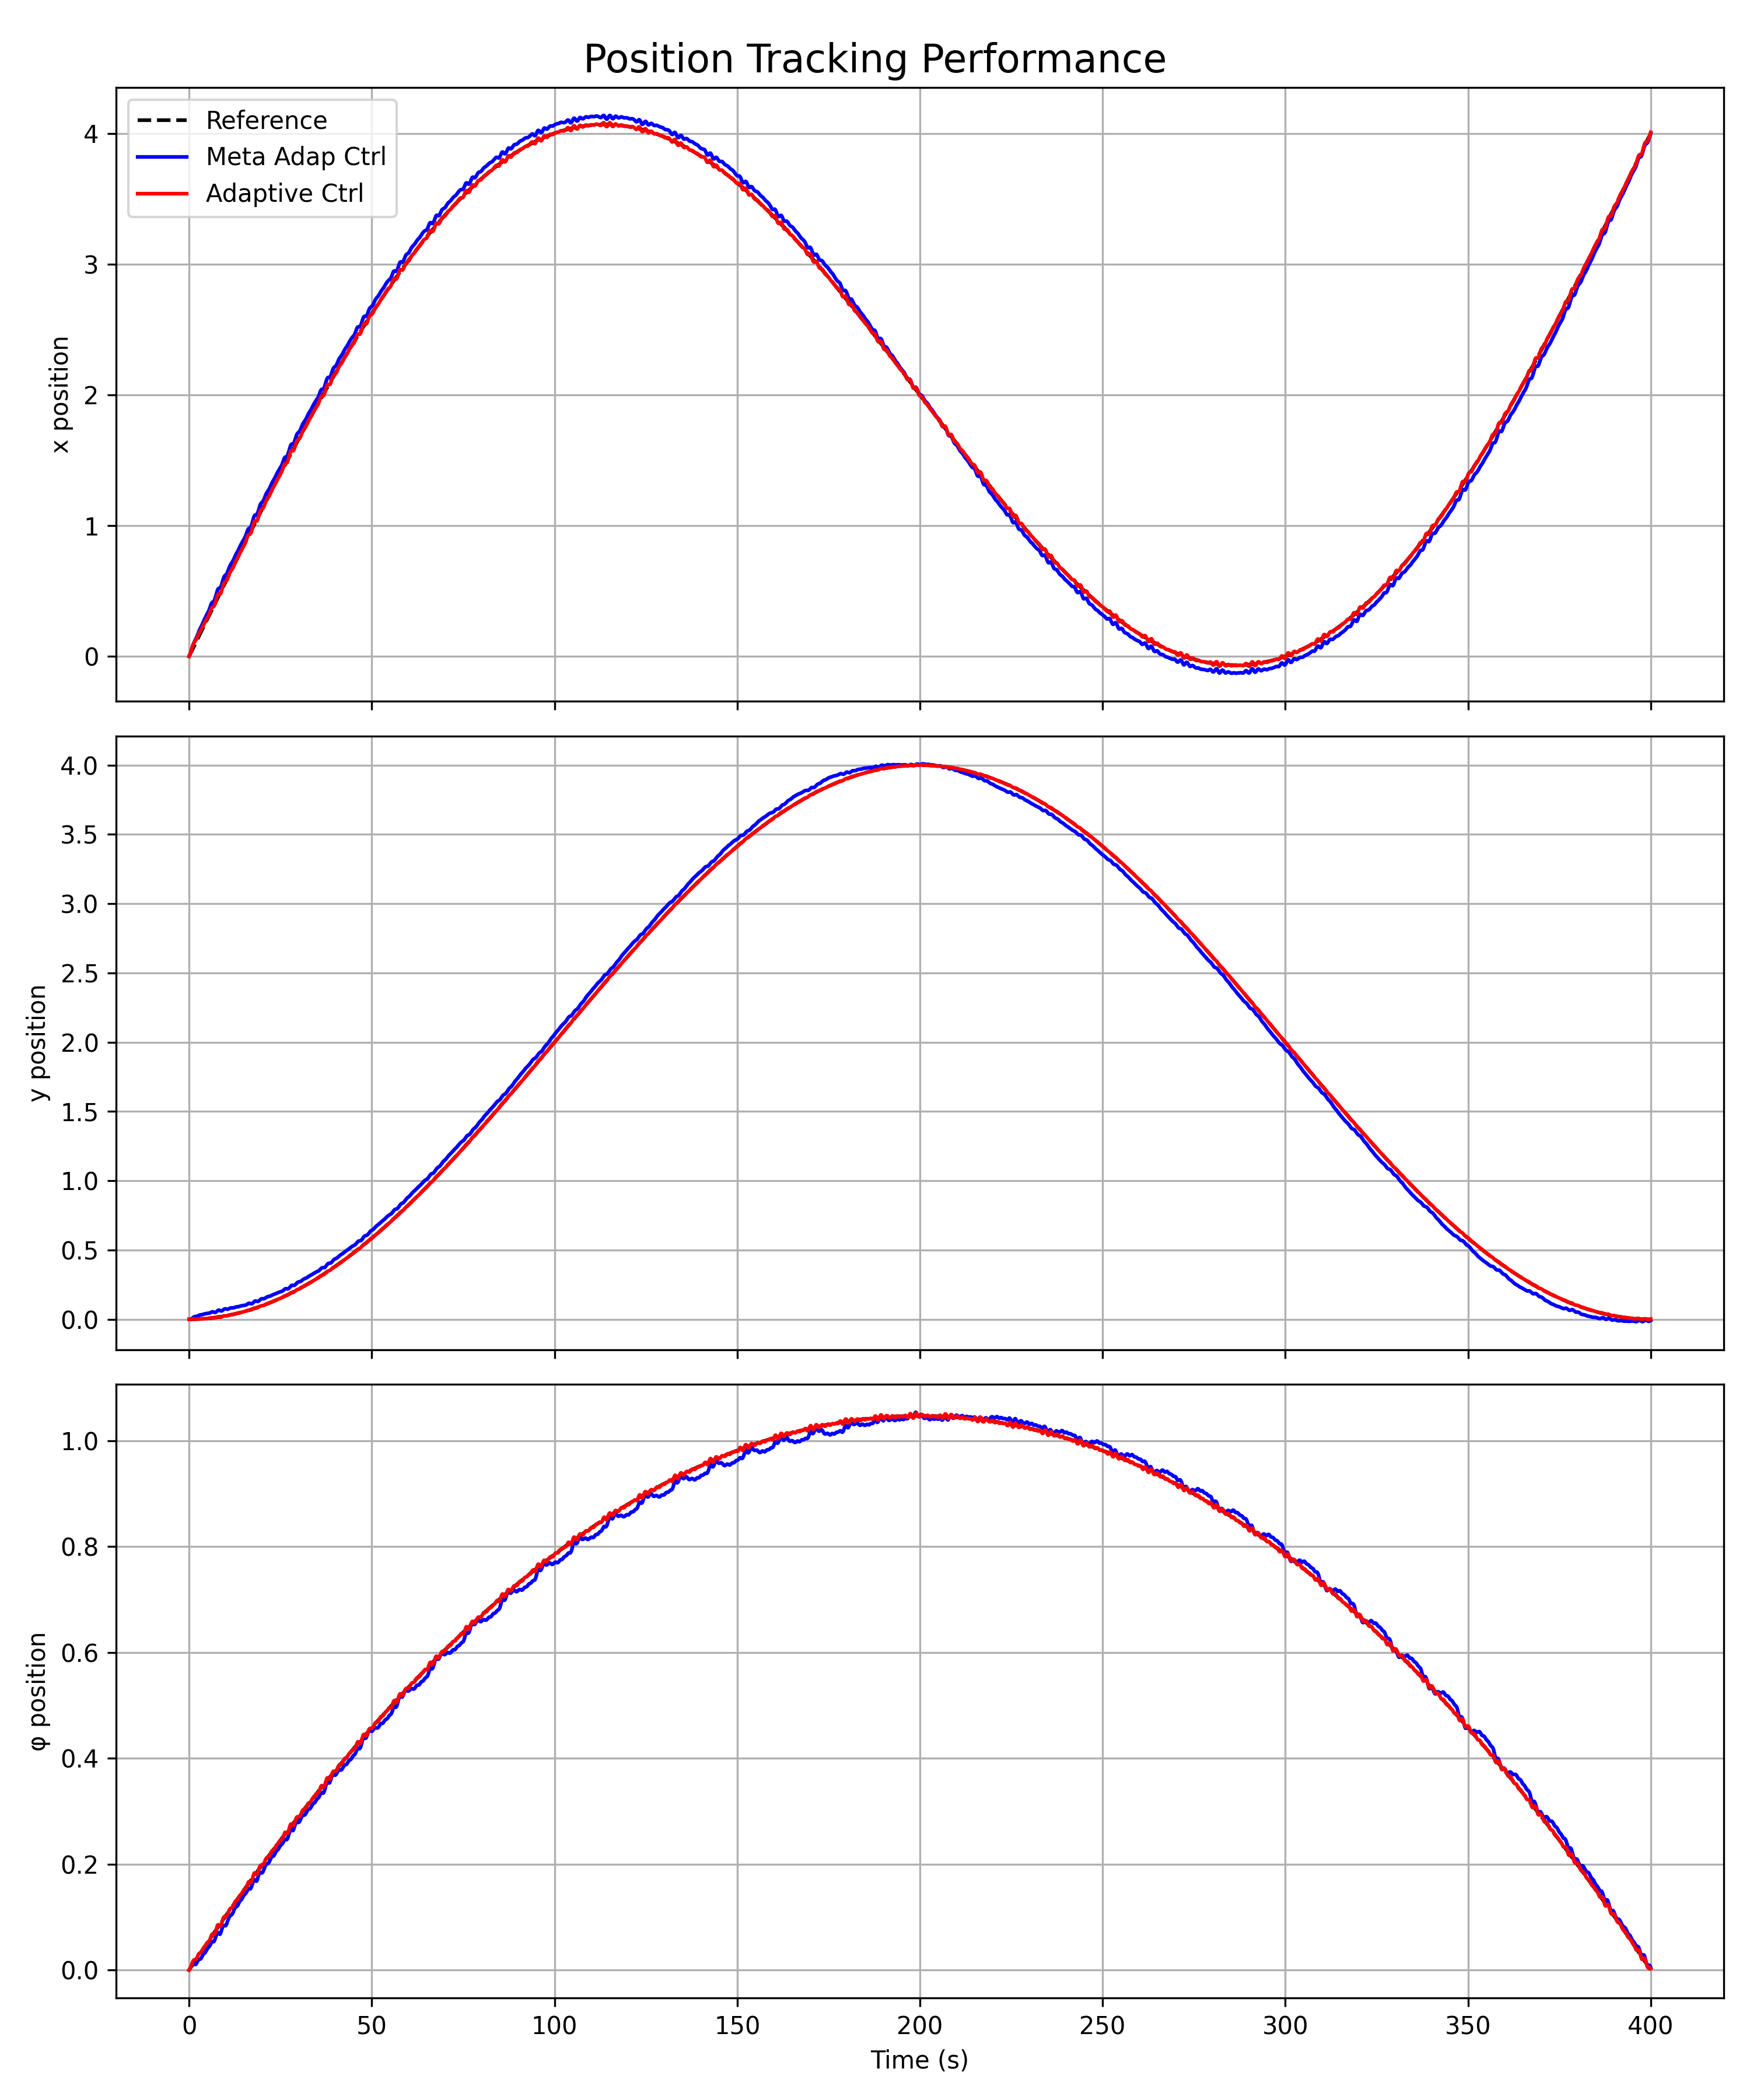 Position Tracking Performance
Reference
Meta Adap Ctrl
Adaptive Ctrl
x position
4
3
2
1
0
y position
4.0
3.5
3.0
2.5
2.0
1.5
1.0
0.5
0.0
φ position
1.0
0.8
0.6
0.4
0.2
0.0
0 50 100 150 200 250 300 350 400
Time (s)